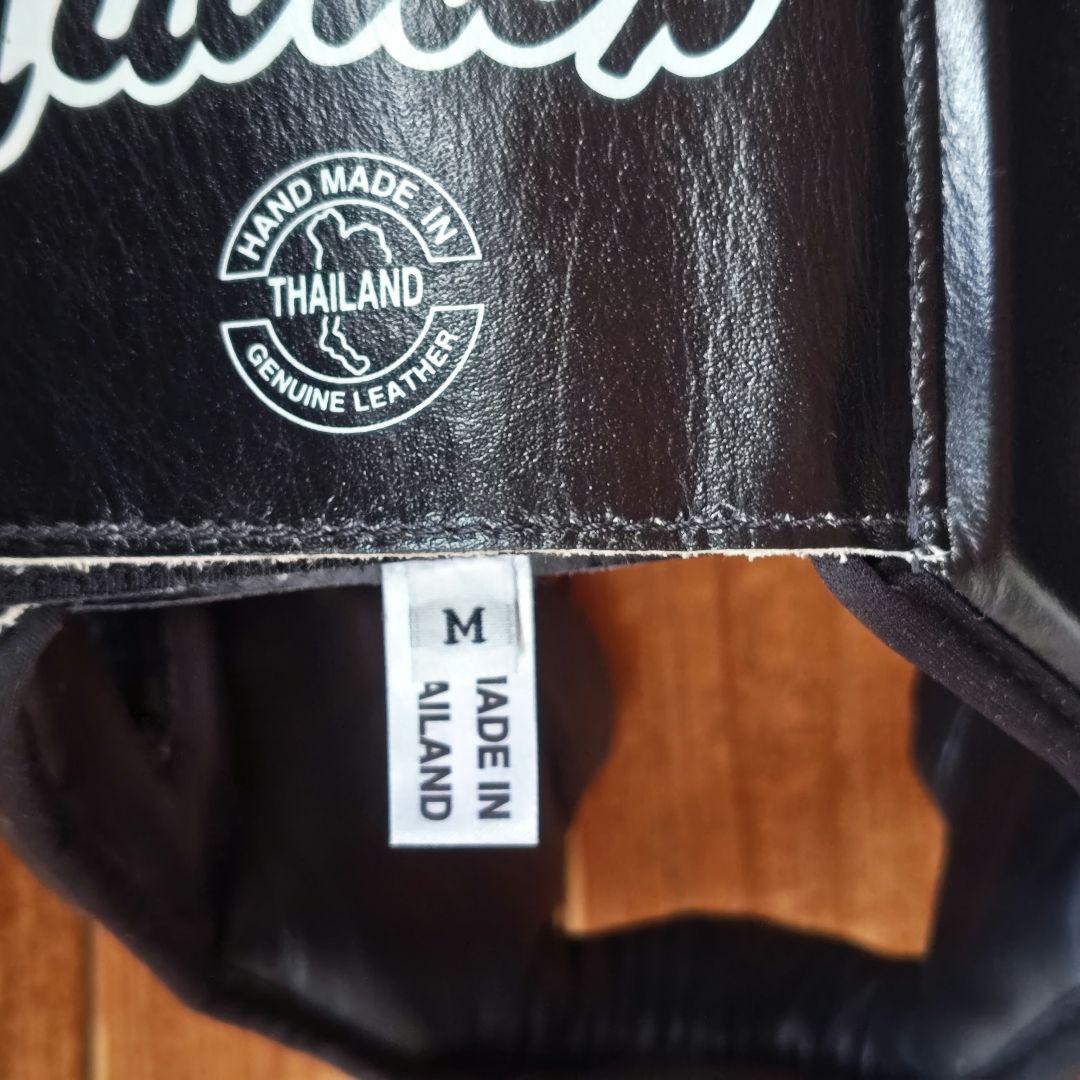 HAND MADE IN
THAILAND
GENUINE LEATHER
M
IADE IN
AILAND